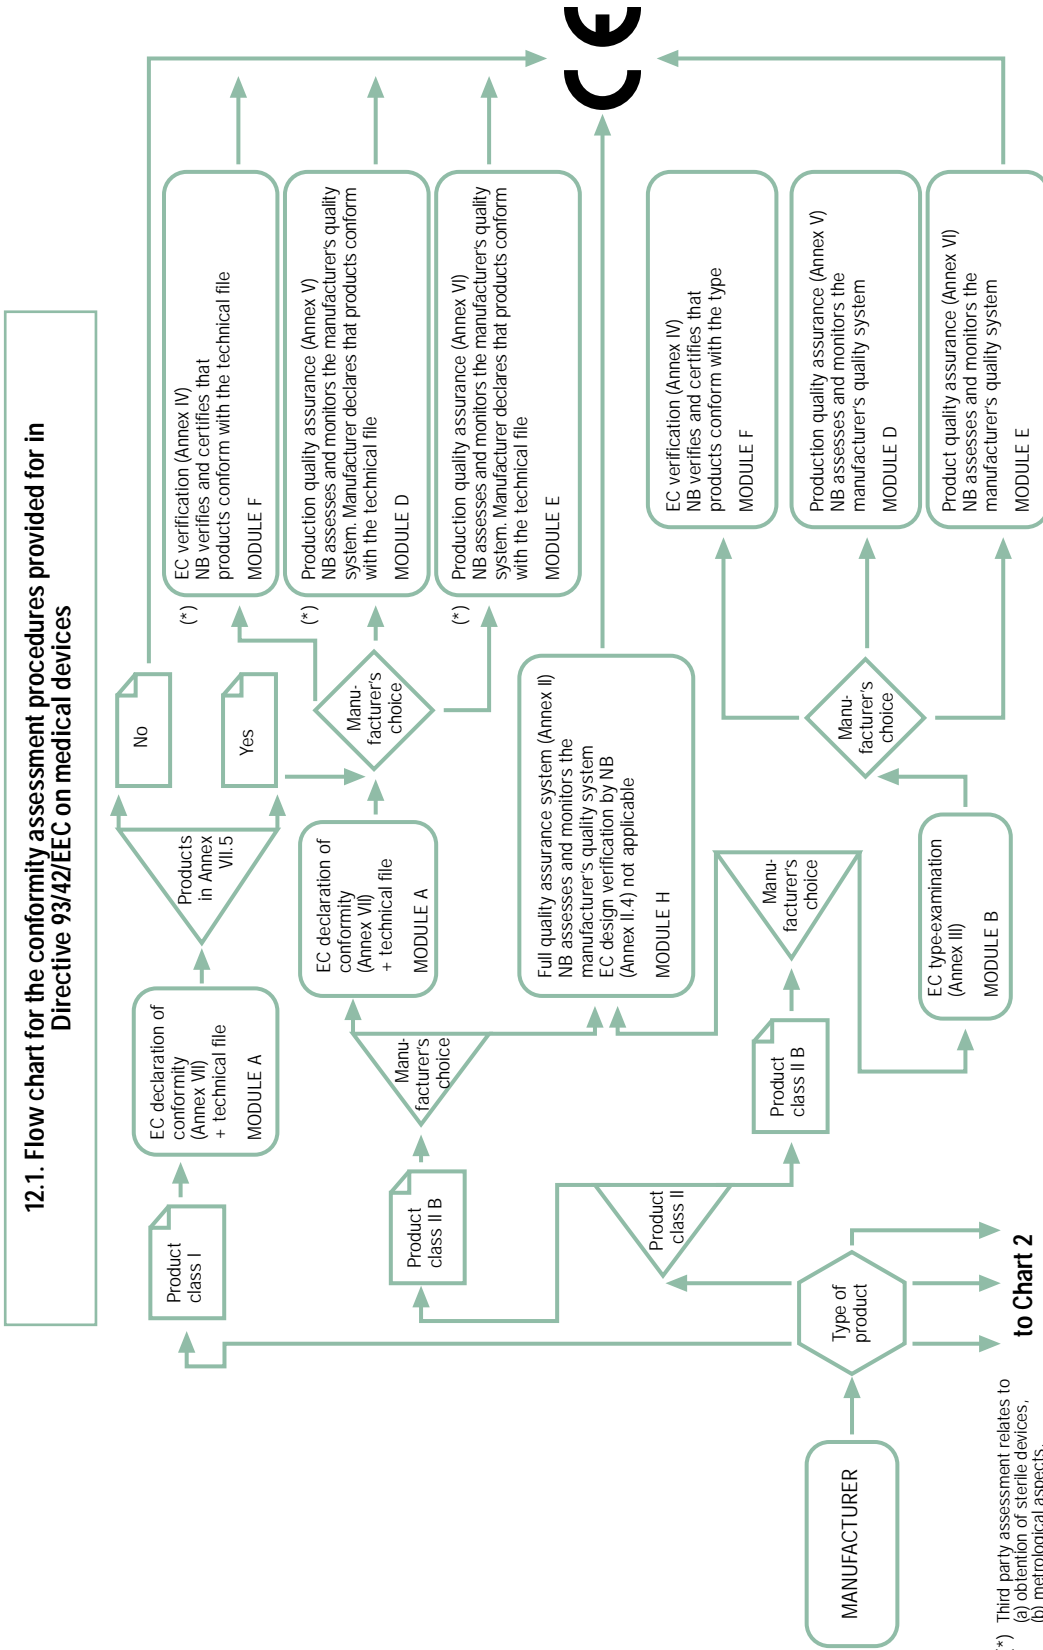 12.1. Flow chart for the conformity assessment procedures provided for in
Directive 93/42/EEC on medical devices
MANUFACTURER
Type of
product
to Chart 2
Product
class I
EC declaration of
conformity
(Annex VII)
+ technical file
MODULE A
Products
in Annex
VII.5
No
Yes
Product
class II
Product
class II B
Manu-
facturer's
choice
EC declaration of
conformity
(Annex VII)
+ technical file
MODULE A
Manu-
facturer's
choice
(*)
EC verification (Annex IV)
NB verifies and certifies that
products conform with the technical file
MODULE F
(*)
Production quality assurance (Annex V)
NB assesses and monitors the manufacturer's quality
system. Manufacturer declares that products conform
with the technical file
MODULE D
(*)
Production quality assurance (Annex VI)
NB assesses and monitors the manufacturer's quality
system. Manufacturer declares that products conform
with the technical file
MODULE E
Full quality assurance system (Annex II)
NB assesses and monitors the
manufacturer's quality system
EC design verification by NB
(Annex II.4) not applicable
MODULE H
CE
Product
class II B
Manu-
facturer's
choice
EC type-examination
(Annex III)
MODULE B
Manu-
facturer's
choice
EC verification (Annex IV)
NB verifies and certifies that
products conform with the type
MODULE F
Production quality assurance (Annex V)
NB assesses and monitors the
manufacturer's quality system
MODULE D
Product quality assurance (Annex VI)
NB assesses and monitors the
manufacturer's quality system
MODULE E
(*) Third party assessment relates to
(a) obtention of sterile devices,
(b) metrological aspects.